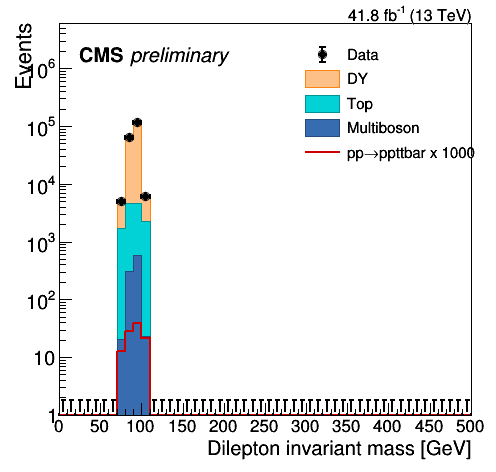 41.8 fb⁻¹ (13 TeV)
Events
CMS preliminary
Data
DY
Top
Multiboson
pp→ppttbar x 1000
10⁶
10⁵
10⁴
10³
10²
10
1
0 50 100 150 200 250 300 350 400 450 500
Dilepton invariant mass [GeV]